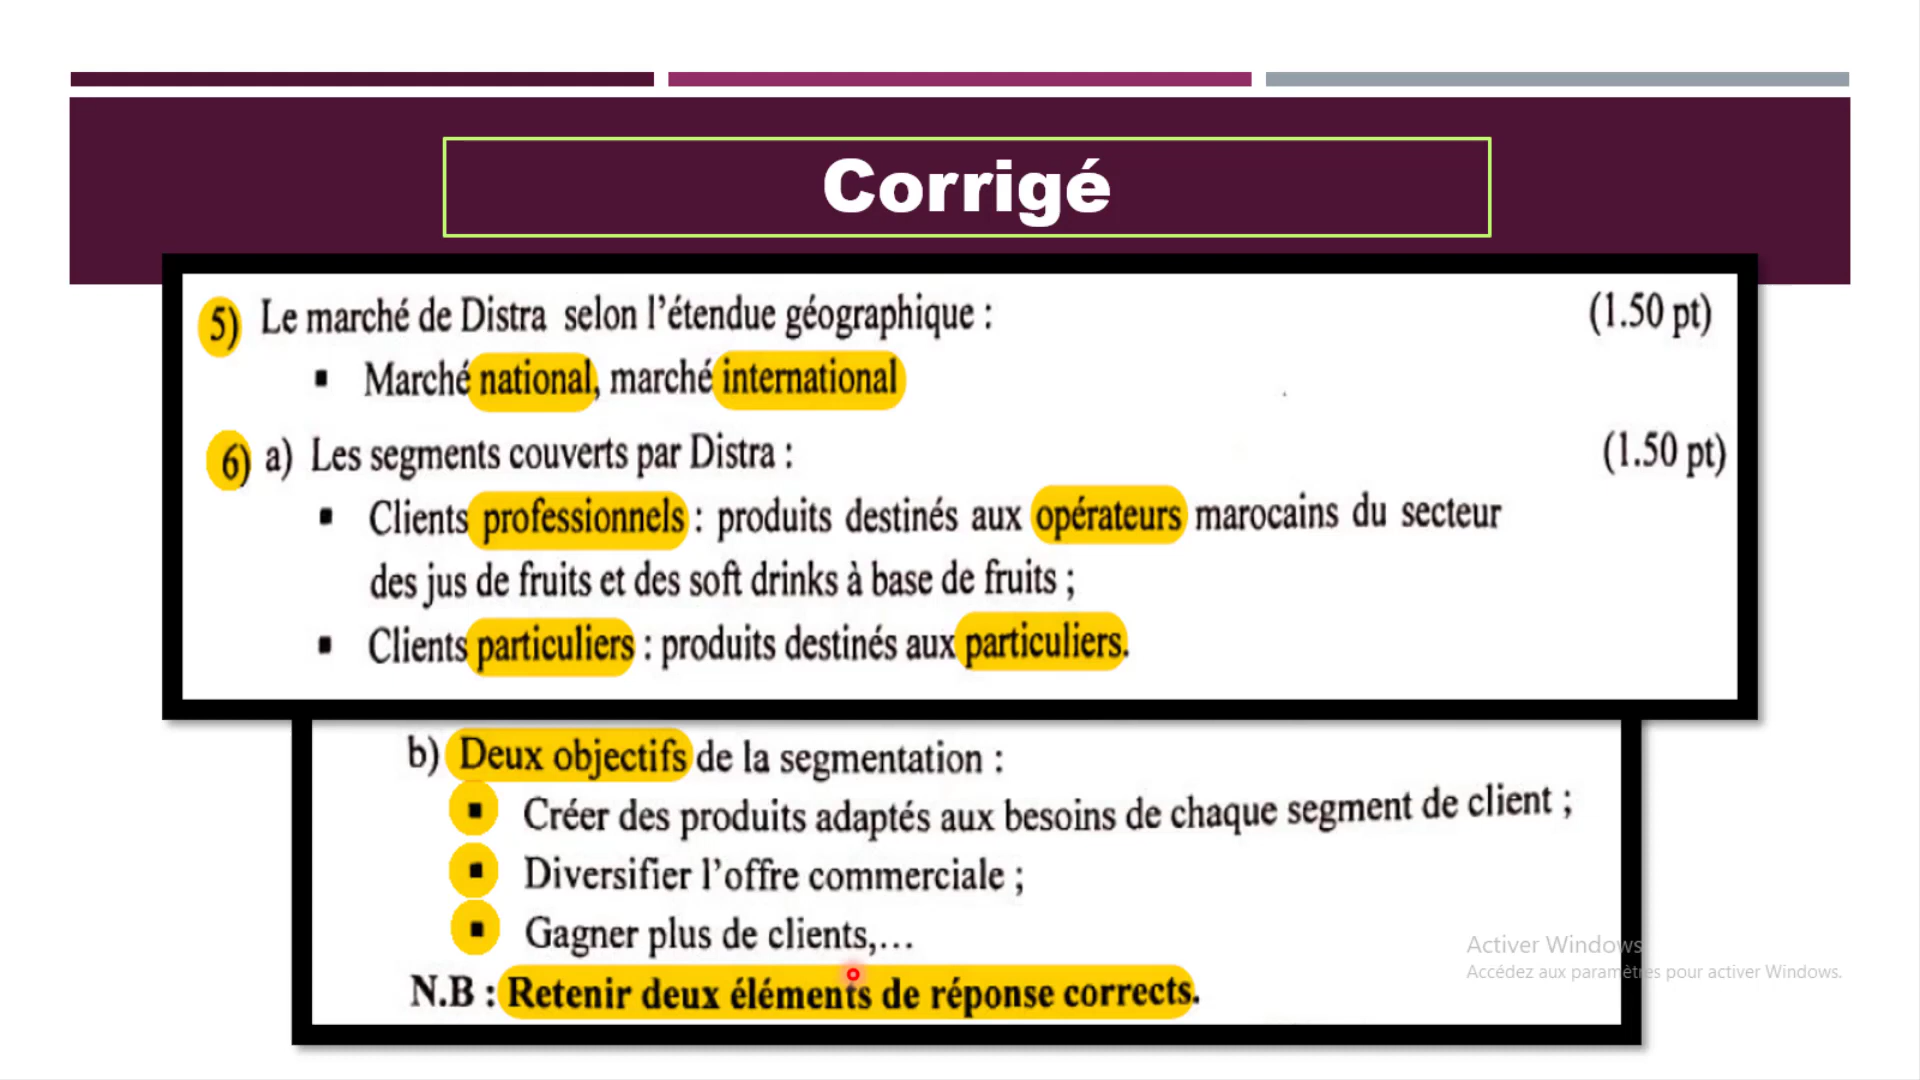 Corrigé
5) Le marché de Distra selon l'étendue géographique : (1.50 pt)
▪ Marché national, marché international
6) a) Les segments couverts par Distra : (1.50 pt)
▪ Clients professionnels : produits destinés aux opérateurs marocains du secteur
des jus de fruits et des soft drinks à base de fruits ;
▪ Clients particuliers : produits destinés aux particuliers.
b) Deux objectifs de la segmentation :
▪ Créer des produits adaptés aux besoins de chaque segment de client ;
▪ Diversifier l'offre commerciale ;
▪ Gagner plus de clients,…
N.B : Retenir deux éléments de réponse corrects.
Activer Windows
Accédez aux paramètres pour activer Windows.